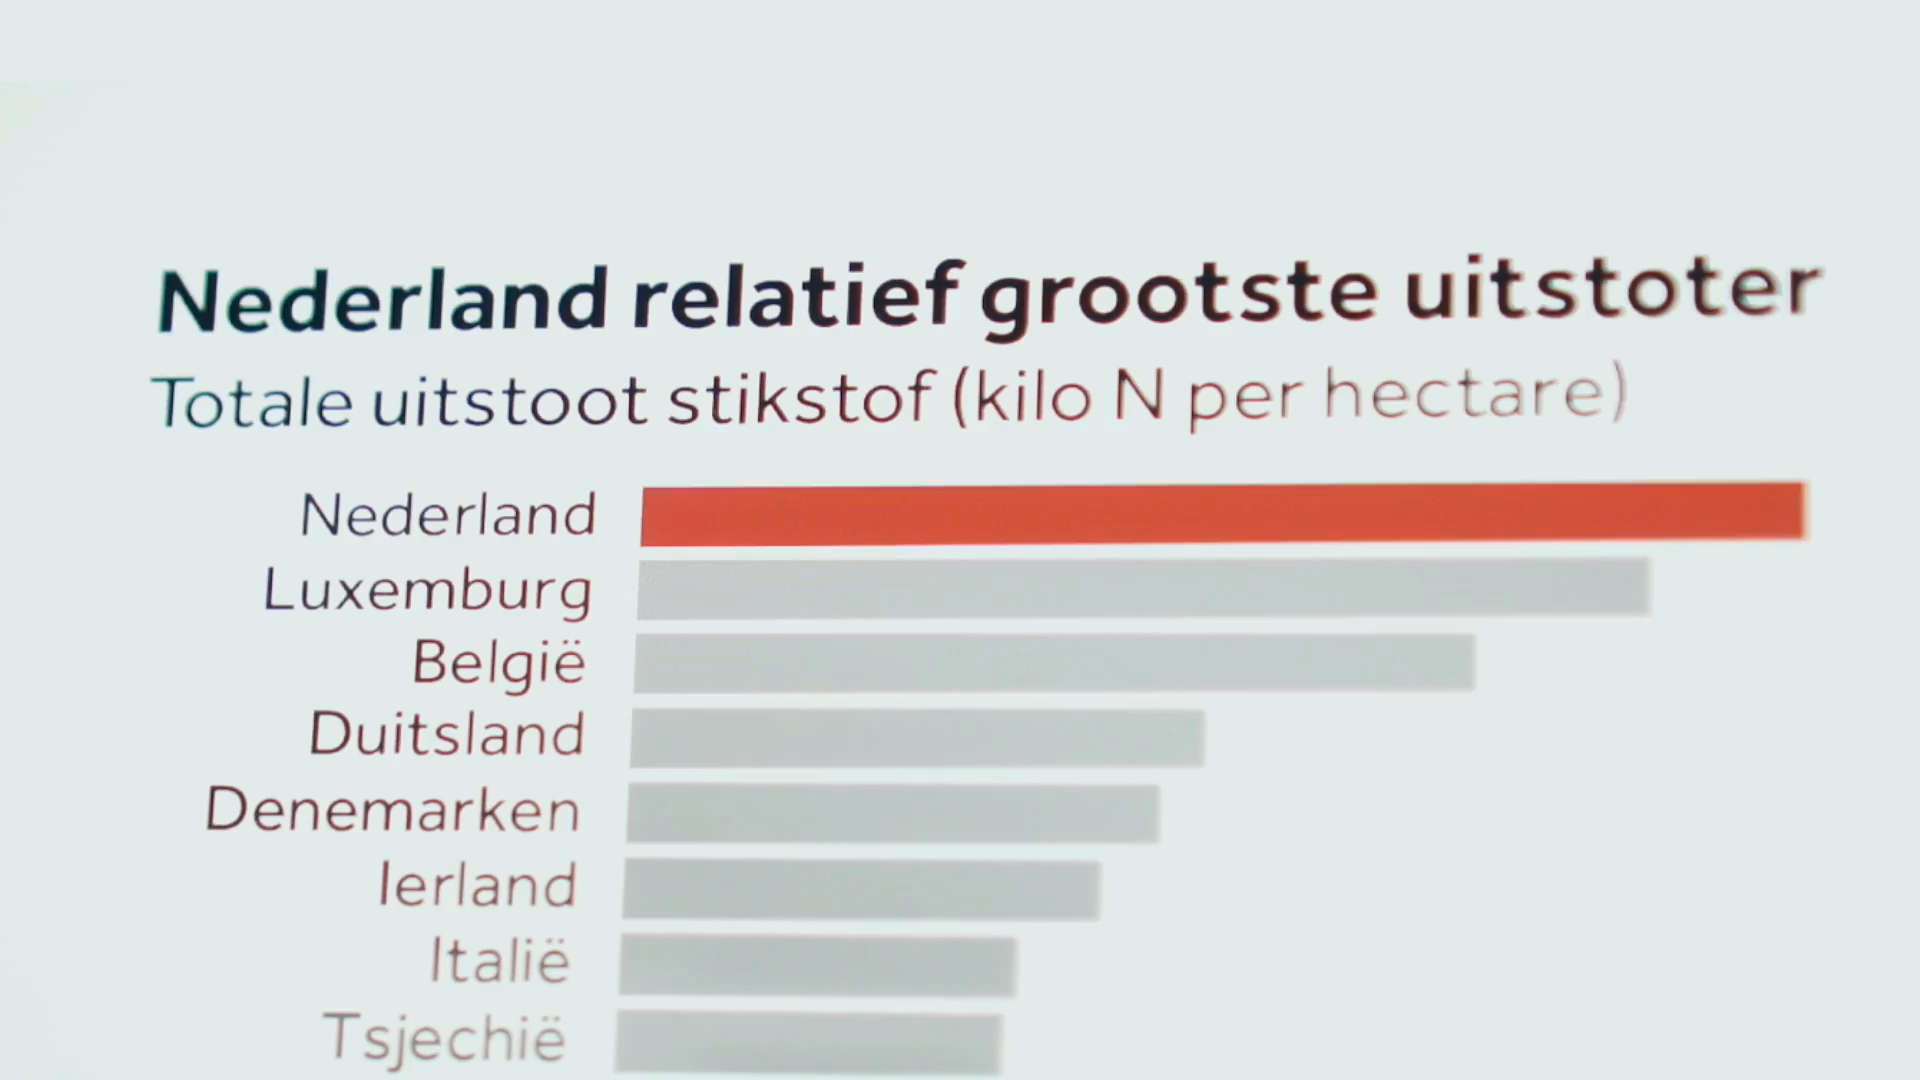 Nederland relatief grootste uitstoter
Totale uitstoot stikstof (kilo N per hectare)
Nederland
Luxemburg
België
Duitsland
Denemarken
Ierland
Italië
Tsjechië